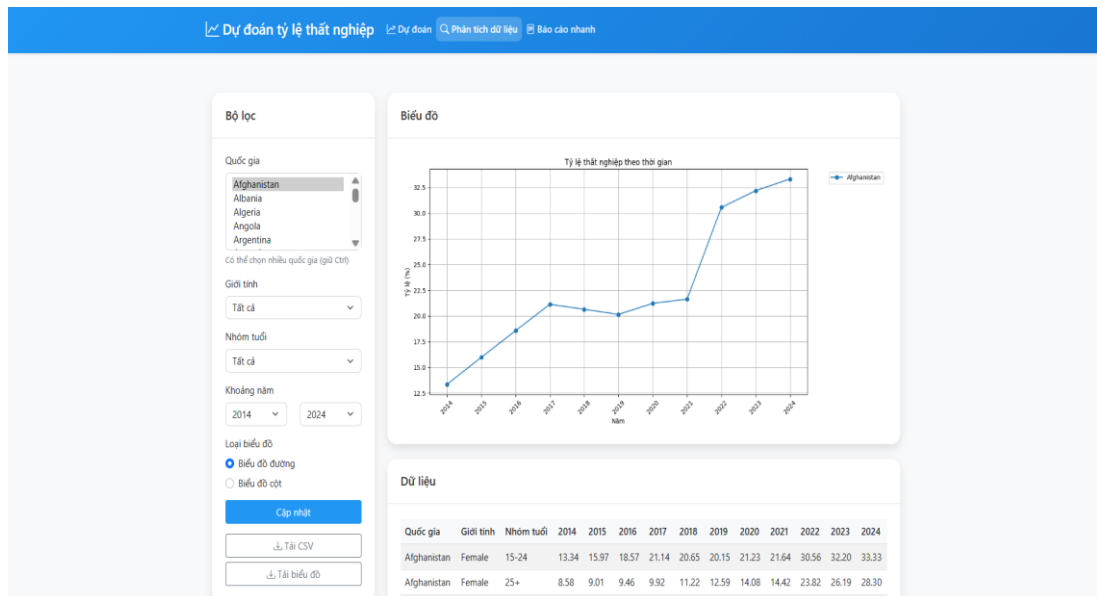 Dự đoán tỷ lệ thất nghiệp Dự đoán Phân tích dữ liệu Báo cáo nhanh
Bộ lọc
Quốc gia
Afghanistan
Albania
Algeria
Angola
Argentina
Có thể chọn nhiều quốc gia (giữ Ctrl)
Giới tính
Tất cả
Nhóm tuổi
Tất cả
Khoảng năm
2014 2024
Loại biểu đồ
Biểu đồ đường
Biểu đồ cột
Cập nhật
Tải CSV
Tải biểu đồ
Biểu đồ
Tỷ lệ thất nghiệp theo thời gian
Afghanistan
32.5
30.0
27.5
25.0
22.5
20.0
17.5
15.0
12.5
Tỷ lệ (%)
2014 2015 2016 2017 2018 2019 2020 2021 2022 2023 2024
Năm
Dữ liệu
Quốc gia Giới tính Nhóm tuổi 2014 2015 2016 2017 2018 2019 2020 2021 2022 2023 2024
Afghanistan Female 15-24 13.34 15.97 18.57 21.14 20.65 20.15 21.23 21.64 30.56 32.20 33.33
Afghanistan Female 25+ 8.58 9.01 9.46 9.92 11.22 12.59 14.08 14.42 23.82 26.19 28.30